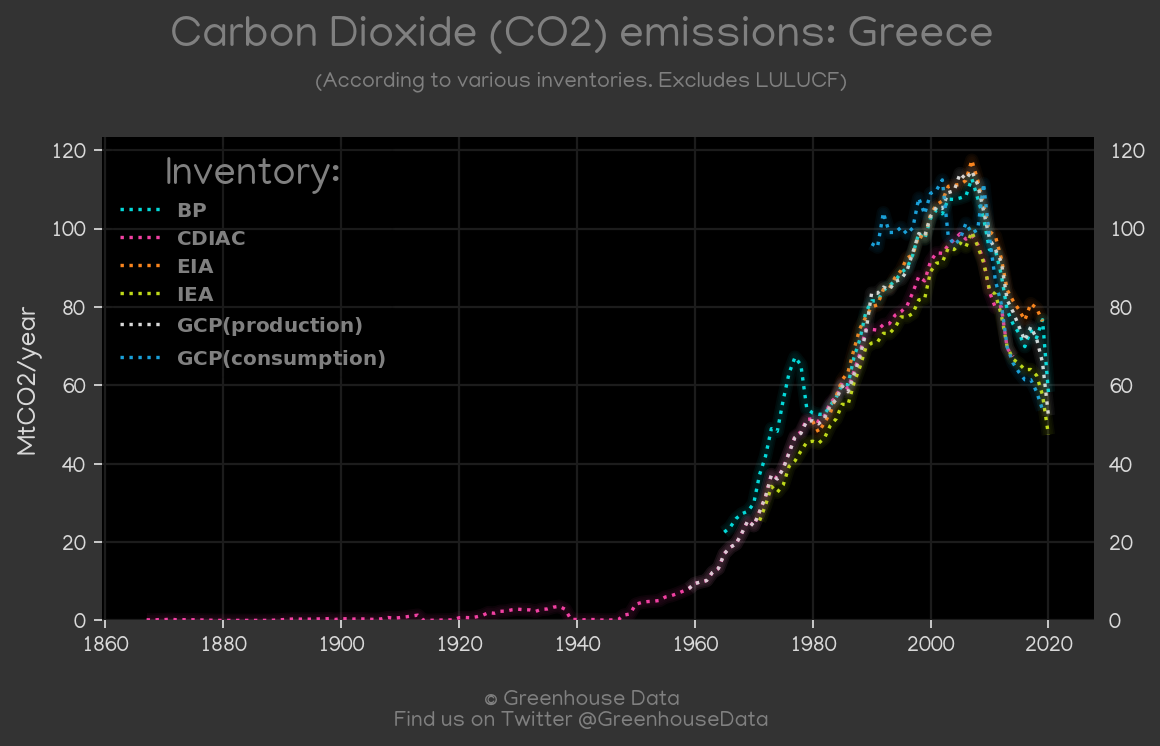 Carbon Dioxide (CO2) emissions: Greece
(According to various inventories. Excludes LULUCF)
Inventory:
BP
CDIAC
EIA
IEA
GCP(production)
GCP(consumption)
MtCO2/year
120
100
80
60
40
20
0
120
100
80
60
40
20
0
1860 1880 1900 1920 1940 1960 1980 2000 2020
© Greenhouse Data
Find us on Twitter @GreenhouseData